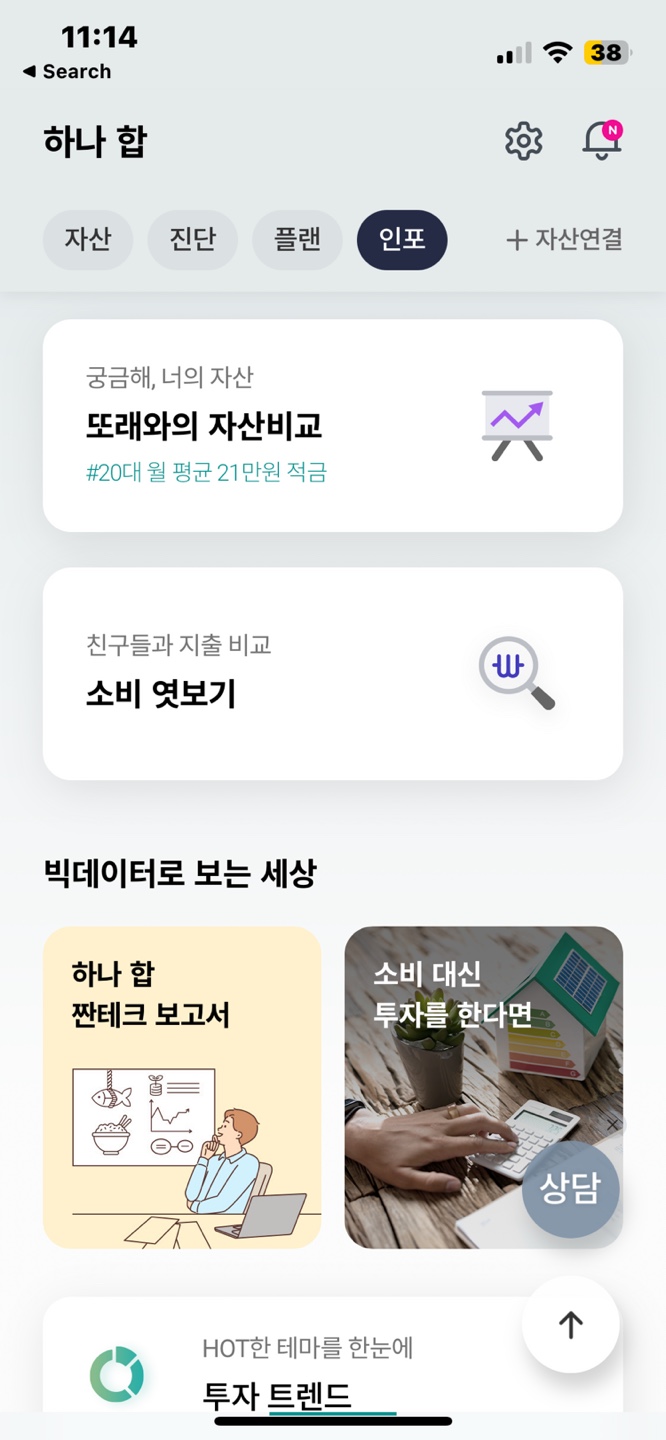 11:14
38
◀ Search
하나 합
N
자산
진단
플랜
인포
+ 자산연결
궁금해, 너의 자산
또래와의 자산비교
#20대 월 평균 21만원 적금
친구들과 지출 비교
소비 엿보기
빅데이터로 보는 세상
하나 합
짠테크 보고서
소비 대신
투자를 한다면
상담
HOT한 테마를 한눈에
투자 트렌드